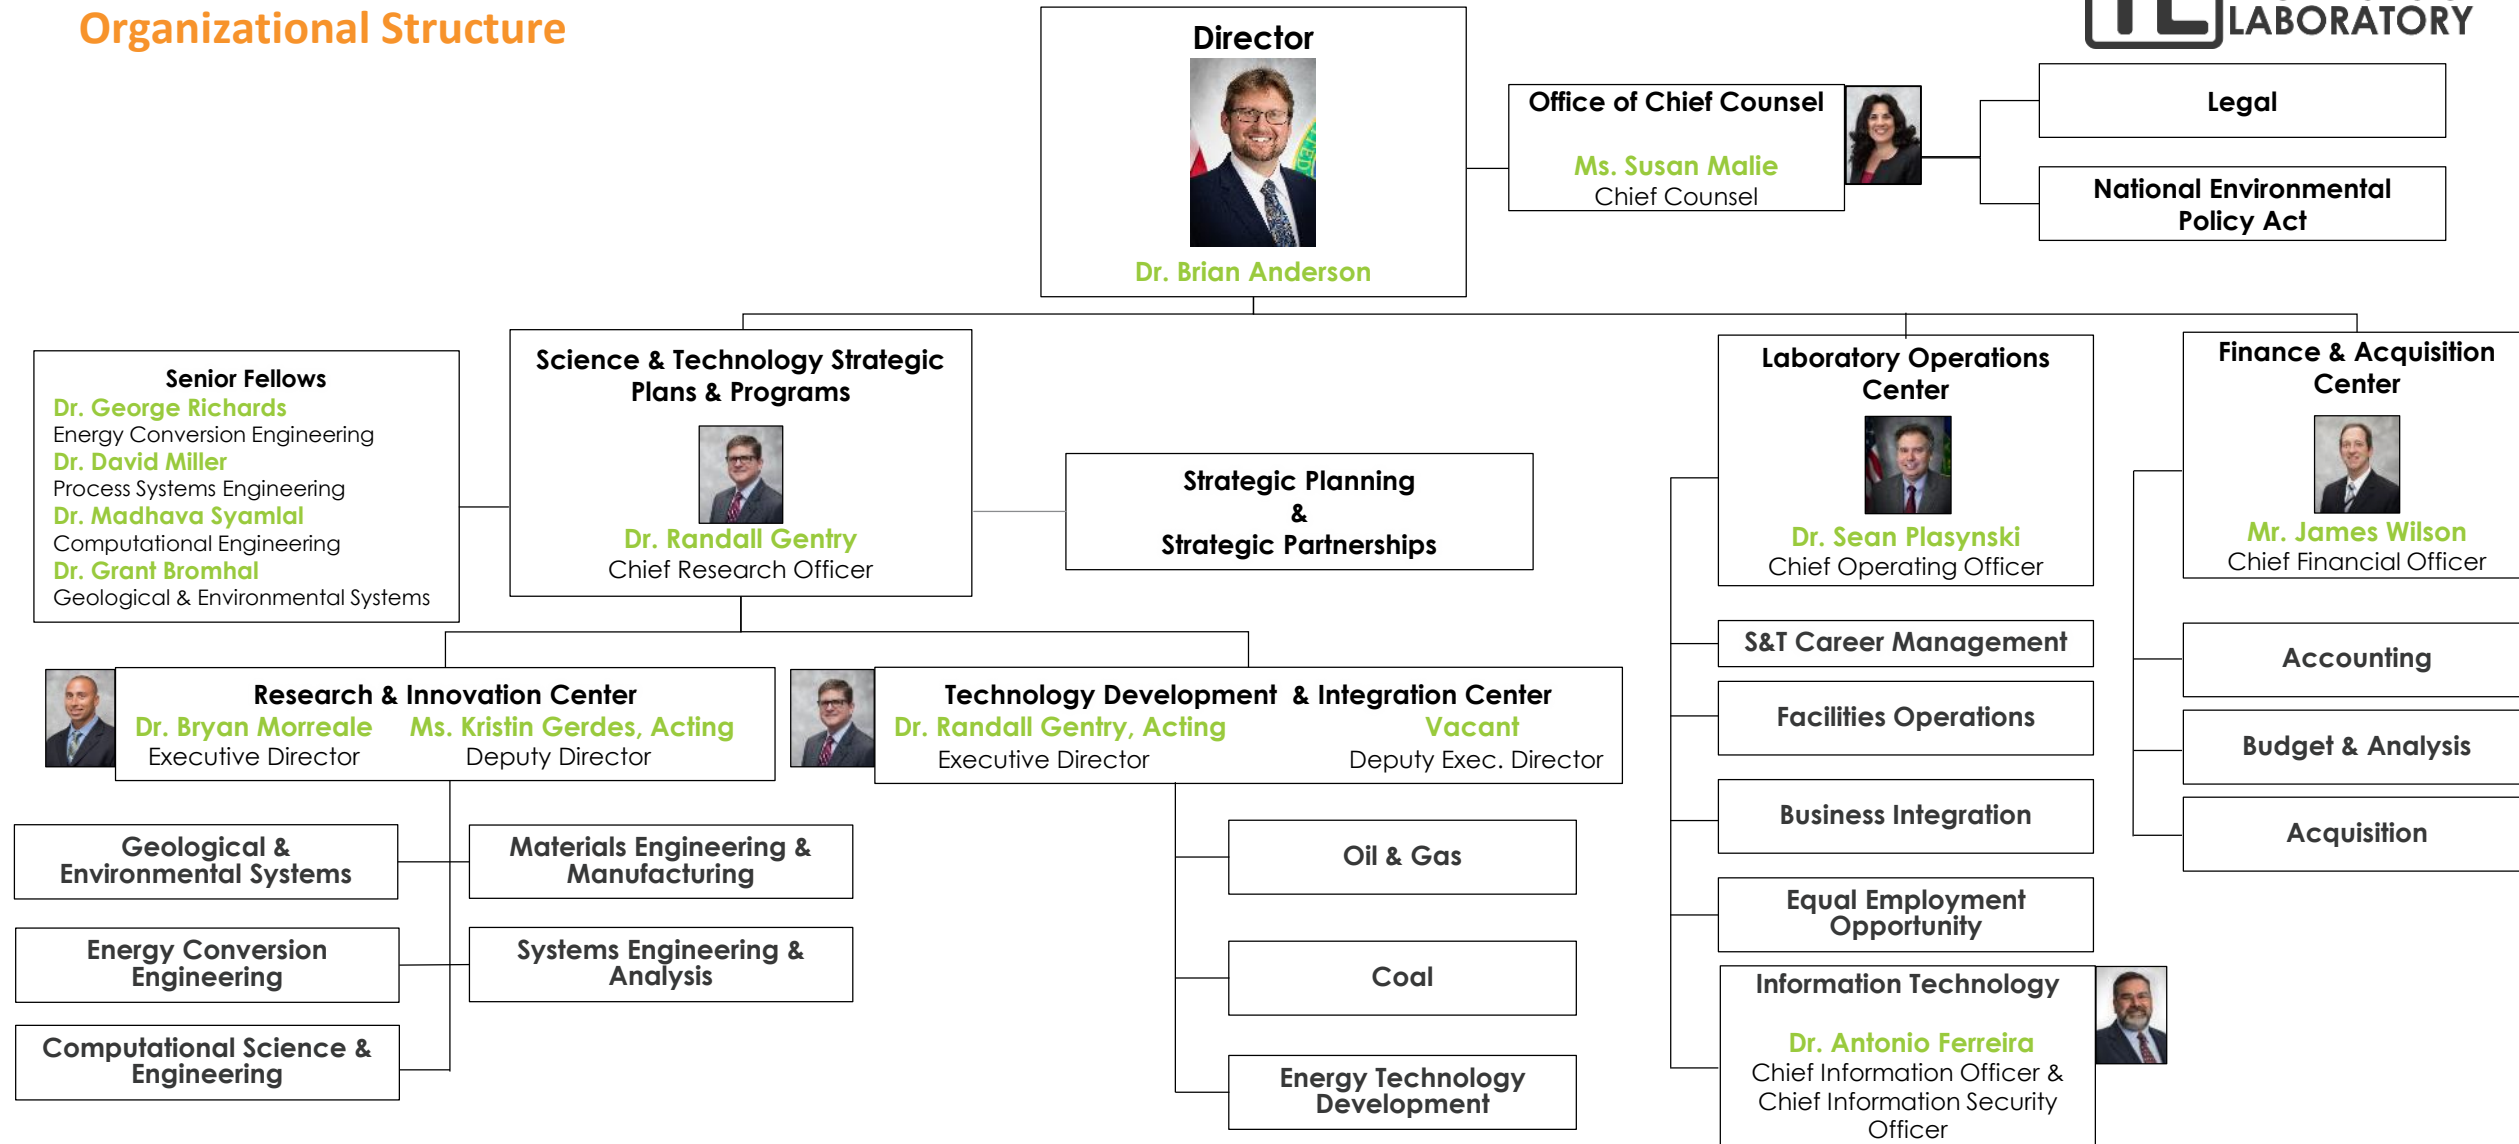 Organizational Structure
LABORATORY
Director
Dr. Brian Anderson
Office of Chief Counsel
Ms. Susan Malie
Chief Counsel
Legal
National Environmental
Policy Act
Senior Fellows
Dr. George Richards
Energy Conversion Engineering
Dr. David Miller
Process Systems Engineering
Dr. Madhava Syamlal
Computational Engineering
Dr. Grant Bromhal
Geological & Environmental Systems
Science & Technology Strategic
Plans & Programs
Dr. Randall Gentry
Chief Research Officer
Strategic Planning
&
Strategic Partnerships
Laboratory Operations
Center
Dr. Sean Plasynski
Chief Operating Officer
Finance & Acquisition
Center
Mr. James Wilson
Chief Financial Officer
Research & Innovation Center
Dr. Bryan Morreale Ms. Kristin Gerdes, Acting
Executive Director Deputy Director
Technology Development & Integration Center
Dr. Randall Gentry, Acting Vacant
Executive Director Deputy Exec. Director
Geological &
Environmental Systems
Materials Engineering &
Manufacturing
Energy Conversion
Engineering
Systems Engineering &
Analysis
Computational Science &
Engineering
Oil & Gas
Coal
Energy Technology
Development
S&T Career Management
Facilities Operations
Business Integration
Equal Employment
Opportunity
Information Technology
Dr. Antonio Ferreira
Chief Information Officer &
Chief Information Security
Officer
Accounting
Budget & Analysis
Acquisition